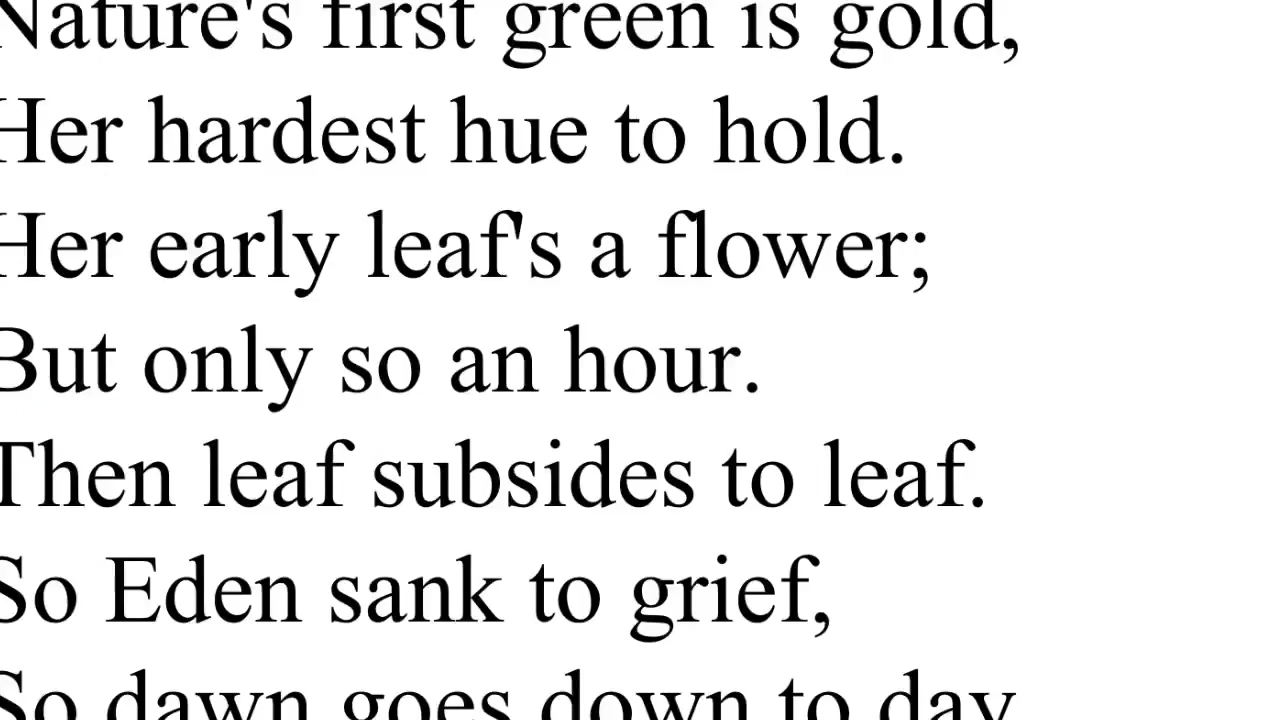 Nature's first green is gold,
Her hardest hue to hold.
Her early leaf's a flower;
But only so an hour.
Then leaf subsides to leaf.
So Eden sank to grief,
So dawn goes down to day